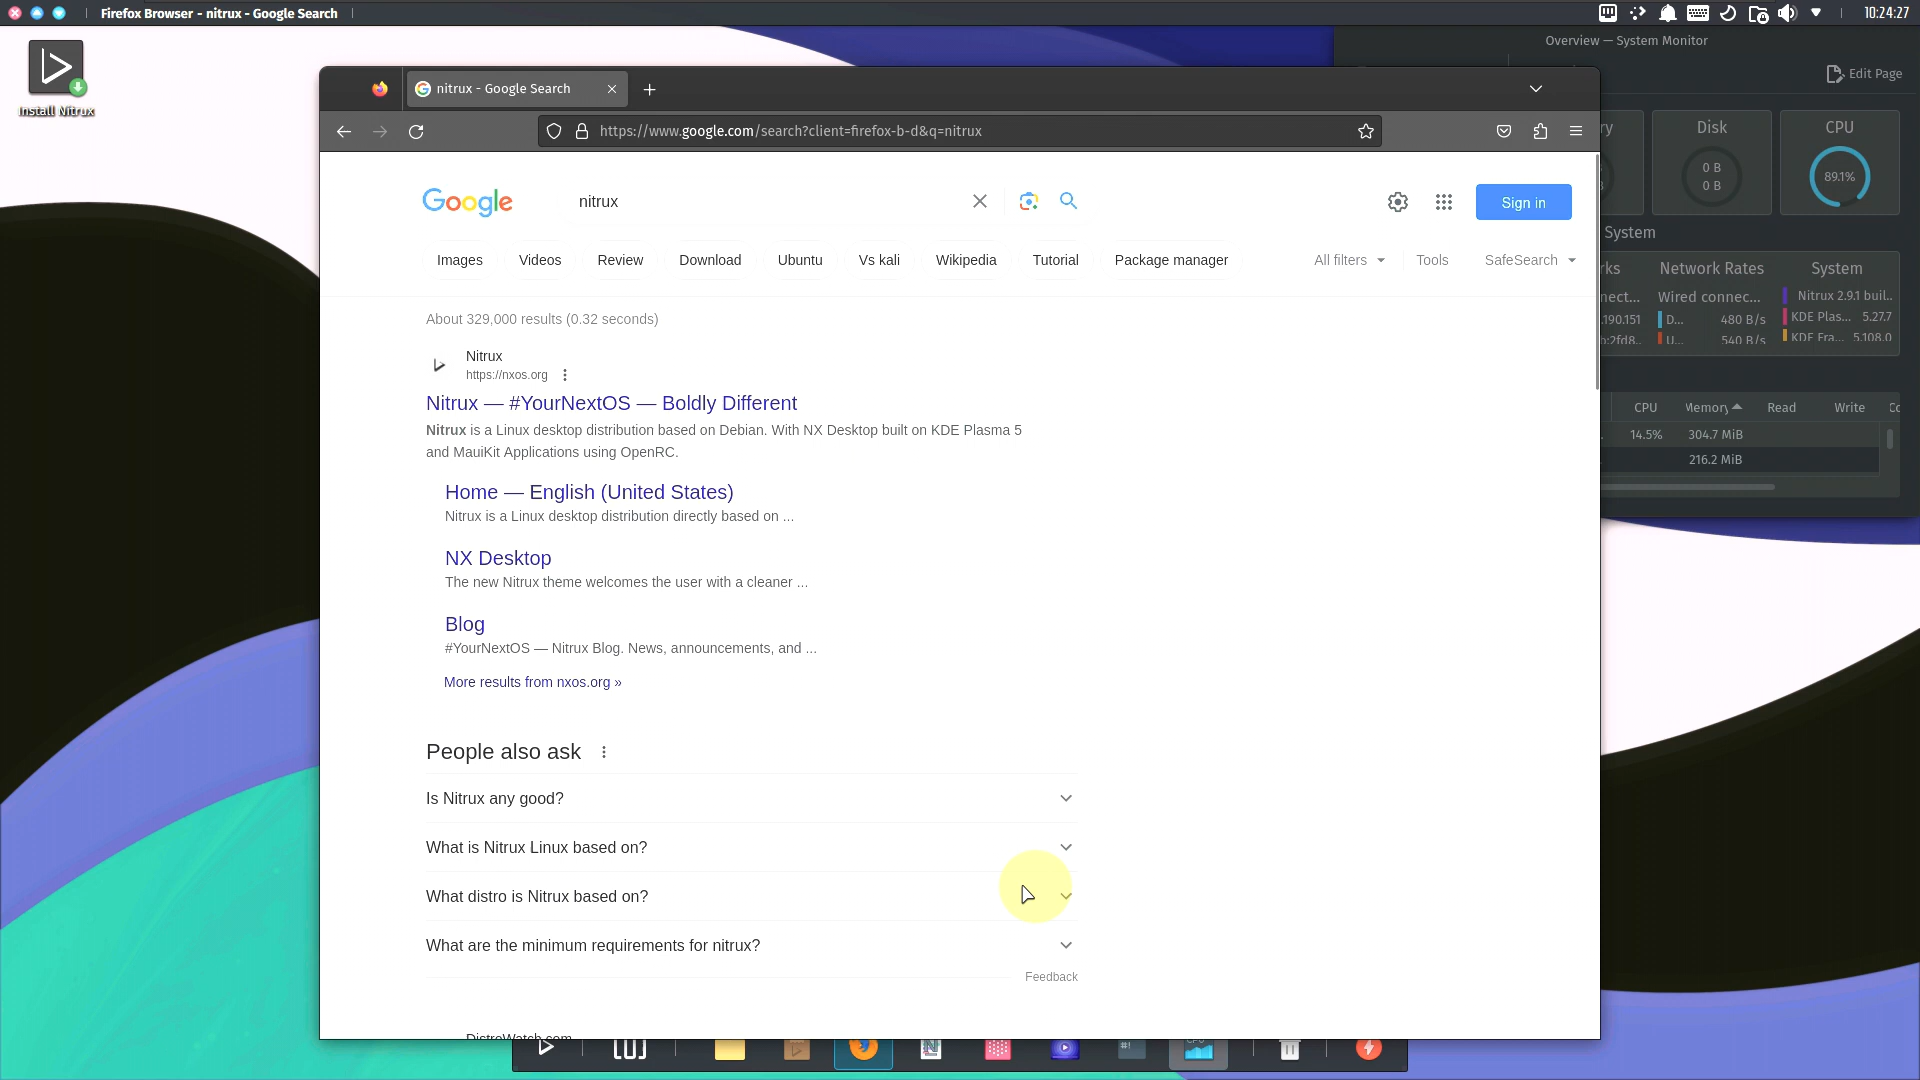 Firefox Browser - nitrux - Google Search
10:24:27
Install Nitrux
Overview — System Monitor
Edit Page
nitrux - Google Search
https://www.google.com/search?client=firefox-b-d&q=nitrux
Disk
CPU
0 B
0 B
89.1%
Google
nitrux
Sign in
System
Images
Videos
Review
Download
Ubuntu
Vs kali
Wikipedia
Tutorial
Package manager
All filters
Tools
SafeSearch
Network Rates
System
Wired connec...
Nitrux 2.9.1 buil..
D... 480 B/s
KDE Plas... 5.27.7
U... 540 B/s
KDE Fra... 5.108.0
.190.151
About 329,000 results (0.32 seconds)
Nitrux
https://nxos.org
Nitrux — #YourNextOS — Boldly Different
Nitrux is a Linux desktop distribution based on Debian. With NX Desktop built on KDE Plasma 5
and MauiKit Applications using OpenRC.
CPU Memory Read Write
14.5% 304.7 MiB
216.2 MiB
Home — English (United States)
Nitrux is a Linux desktop distribution directly based on ...
NX Desktop
The new Nitrux theme welcomes the user with a cleaner ...
Blog
#YourNextOS — Nitrux Blog. News, announcements, and ...
More results from nxos.org »
People also ask
Is Nitrux any good?
What is Nitrux Linux based on?
What distro is Nitrux based on?
What are the minimum requirements for nitrux?
Feedback
DistroWatch.com